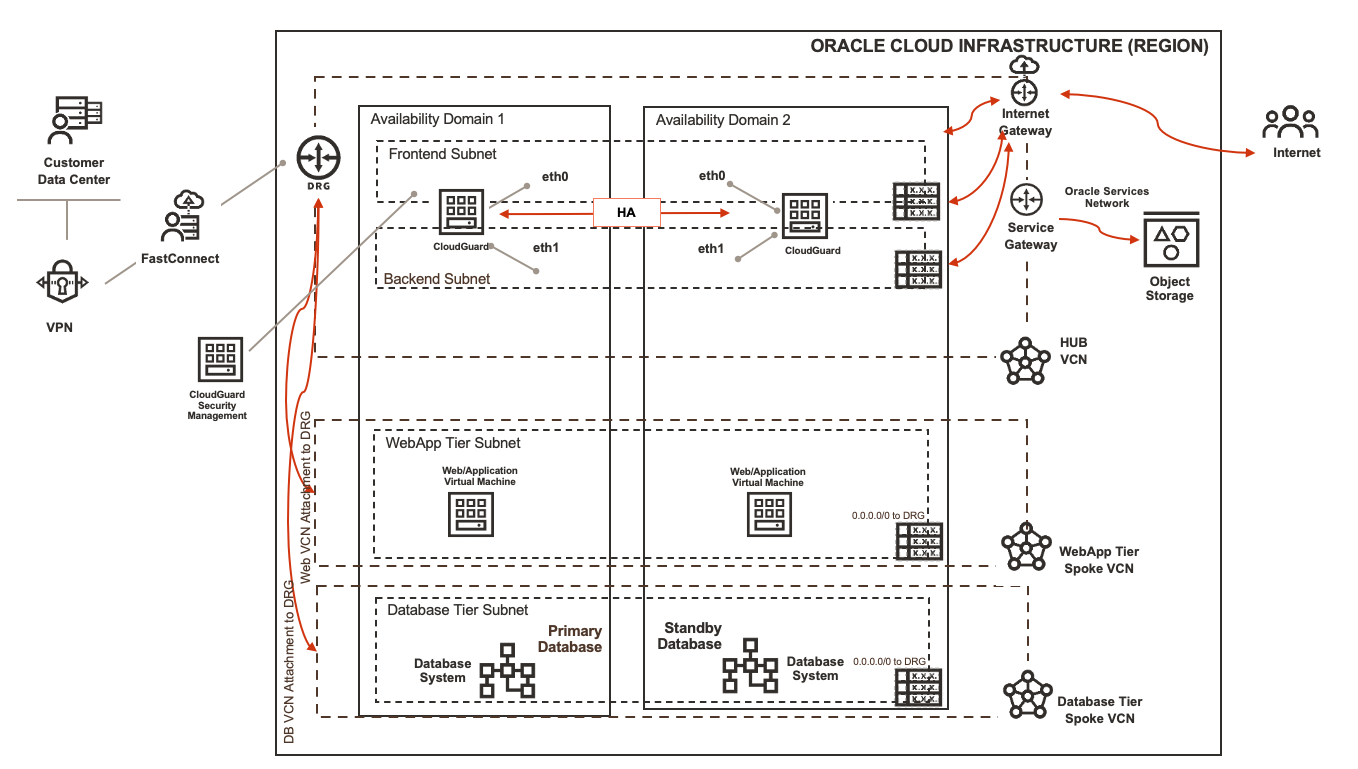 ORACLE CLOUD INFRASTRUCTURE (REGION)
Availability Domain 1
Availability Domain 2
Internet
Gateway
Internet
Customer
Data Center
Frontend Subnet
DRG
eth0
eth0
X.X.X.
X.X.X.
X.X.X.
Oracle Services
Network
HA
Service
Gateway
CloudGuard
eth1
eth1
CloudGuard
FastConnect
Backend Subnet
X.X.X.
X.X.X.
X.X.X.
Object
Storage
VPN
HUB
VCN
CloudGuard
Security
Management
Web VCN Attachment to DRG
WebApp Tier Subnet
Web/Application
Virtual Machine
Web/Application
Virtual Machine
0.0.0.0/0 to DRG
X.X.X.
X.X.X.
X.X.X.
WebApp Tier
Spoke VCN
DB VCN Attachment to DRG
Database Tier Subnet
Primary
Database
Standby
Database
Database
System
Database
System
0.0.0.0/0 to DRG
X.X.X.
X.X.X.
X.X.X.
Database Tier
Spoke VCN